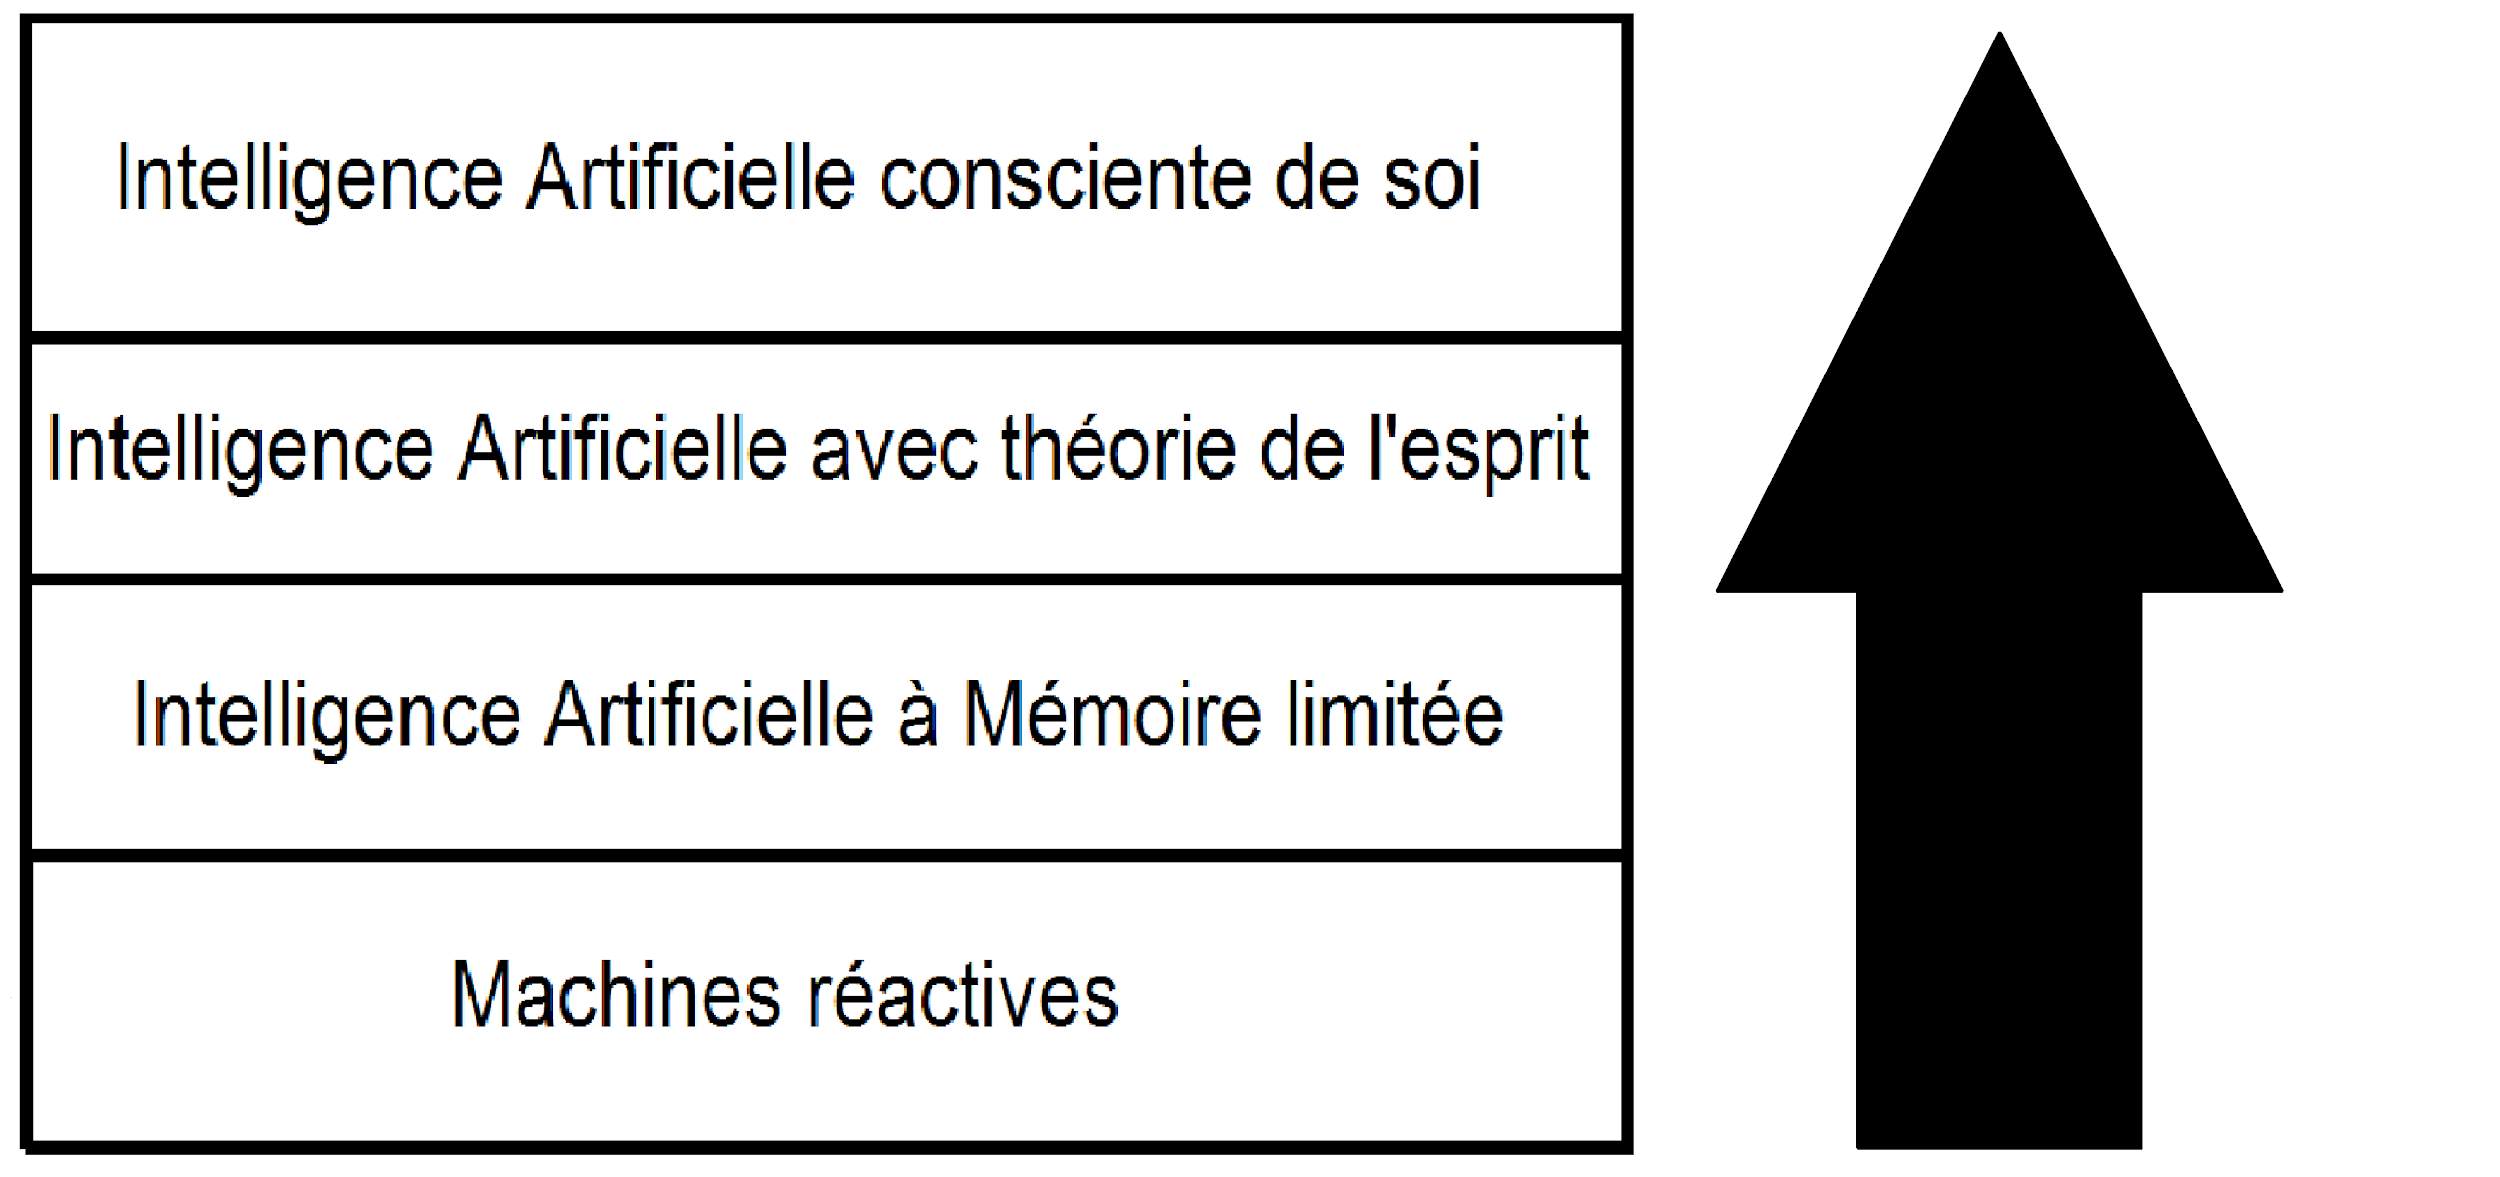 Intelligence Artificielle consciente de soi
Intelligence Artificielle avec théorie de l'esprit
Intelligence Artificielle à Mémoire limitée
Machines réactives